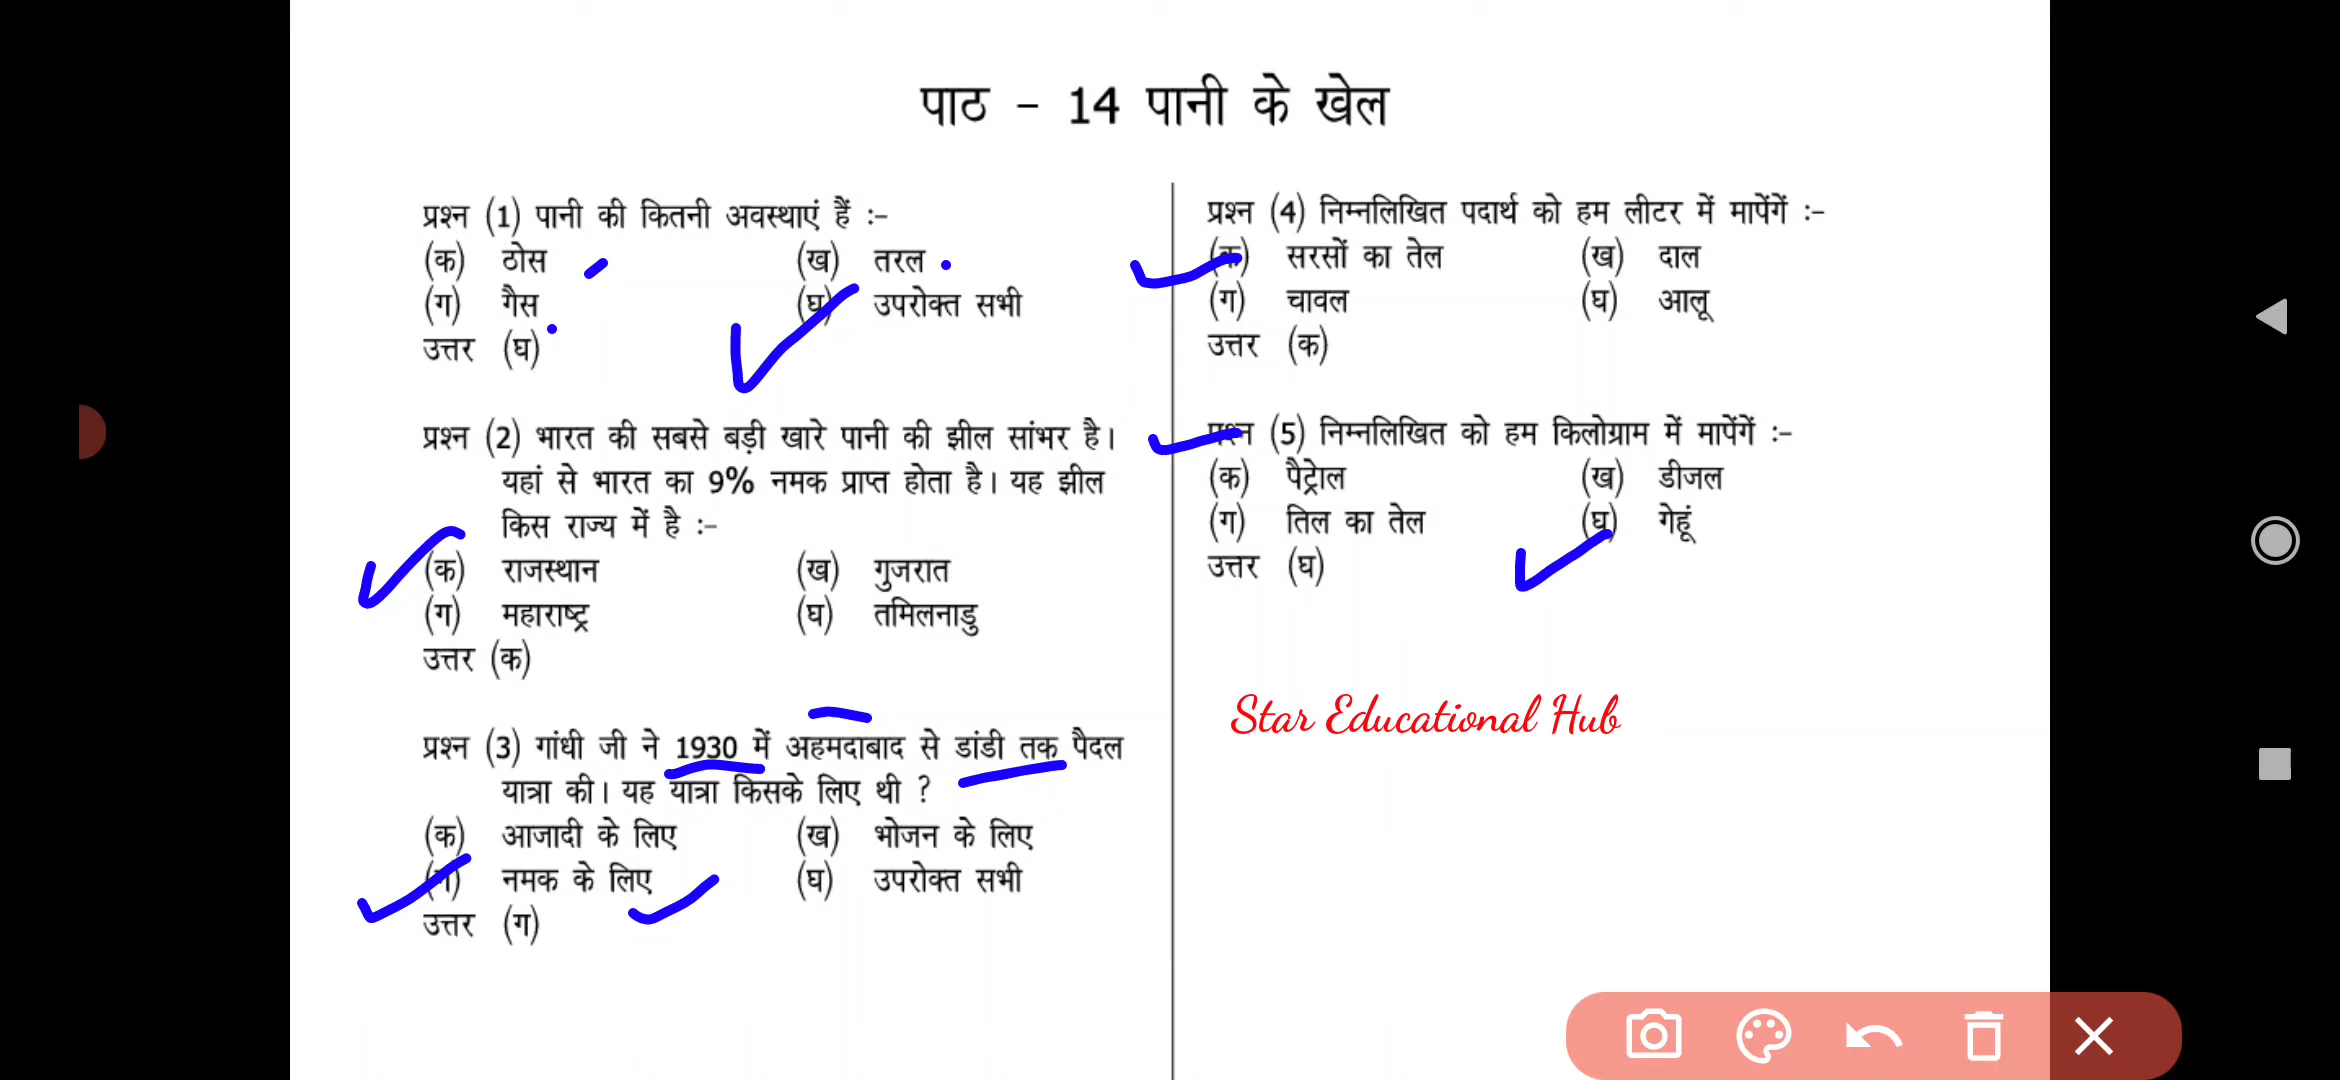 पाठ - 14 पानी के खेल
प्रश्न (1) पानी की कितनी अवस्थाएं हैं :-
(क) ठोस (ख) तरल
(ग) गैस (घ) उपरोक्त सभी
उत्तर (घ)
प्रश्न (2) भारत की सबसे बड़ी खारे पानी की झील सांभर है।
यहां से भारत का 9% नमक प्राप्त होता है। यह झील
किस राज्य में है :-
(क) राजस्थान (ख) गुजरात
(ग) महाराष्ट्र (घ) तमिलनाडु
उत्तर (क)
प्रश्न (3) गांधी जी ने 1930 में अहमदाबाद से डांडी तक पैदल
यात्रा की। यह यात्रा किसके लिए थी ?
(क) आजादी के लिए (ख) भोजन के लिए
(ग) नमक के लिए (घ) उपरोक्त सभी
उत्तर (ग)
प्रश्न (4) निम्नलिखित पदार्थ को हम लीटर में मापेंगें :-
(क) सरसों का तेल (ख) दाल
(ग) चावल (घ) आलू
उत्तर (क)
प्रश्न (5) निम्नलिखित को हम किलोग्राम में मापेंगें :-
(क) पैट्रोल (ख) डीजल
(ग) तिल का तेल (घ) गेहूं
उत्तर (घ)
Star Educational Hub